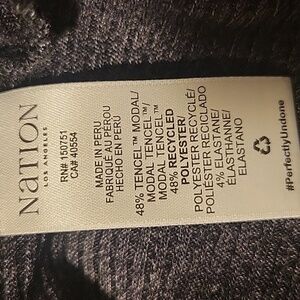 NaTION
LOS ANGELES
RN# 150751
CA# 40554
MADE IN PERU
FABRIQUÉ AU PÉROU
HECHO EN PERÚ
48% TENCEL™ MODAL/
MODAL TENCEL™/
MODAL TENCEL™
48% RECYCLED
POLYESTER/
POLYESTER RECYCLÉ/
POLIÉSTER RECICLADO
4% ELASTANE/
ÉLASTHANNE/
ELASTANO
#PerfectlyUndone